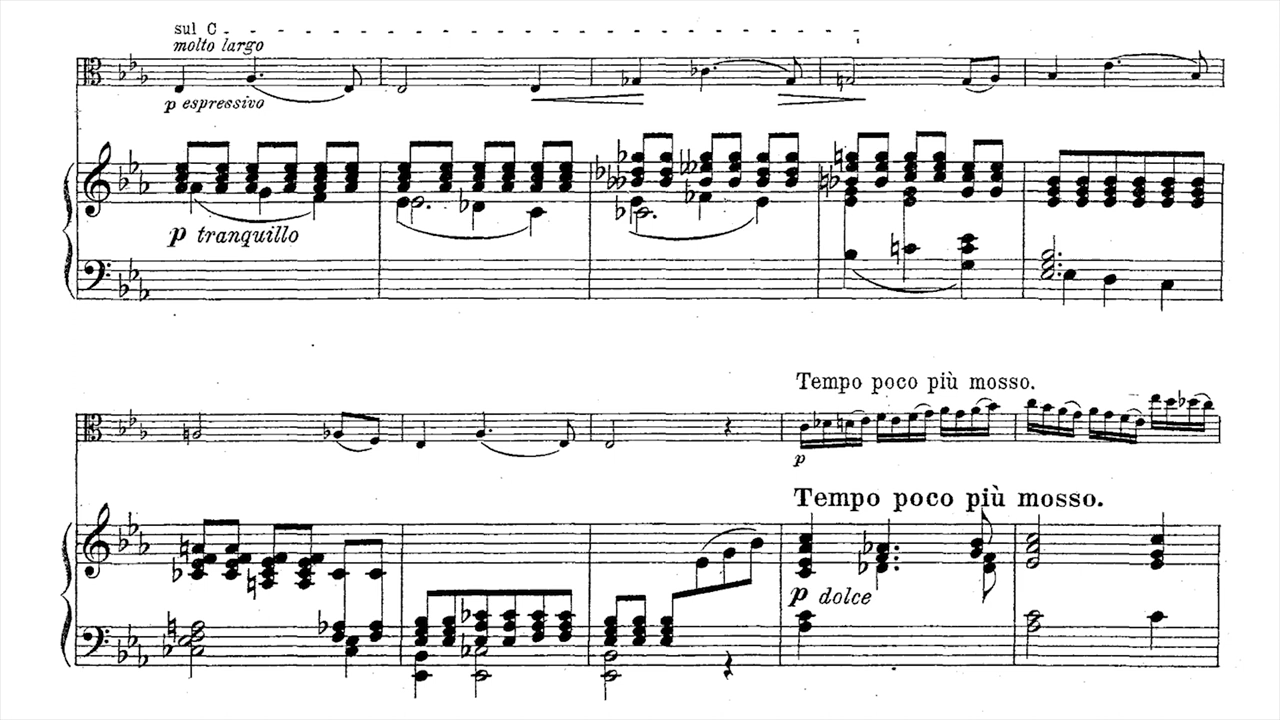 sul C
molto largo
p espressivo
p tranquillo
Tempo poco più mosso.
p
Tempo poco più mosso.
p dolce